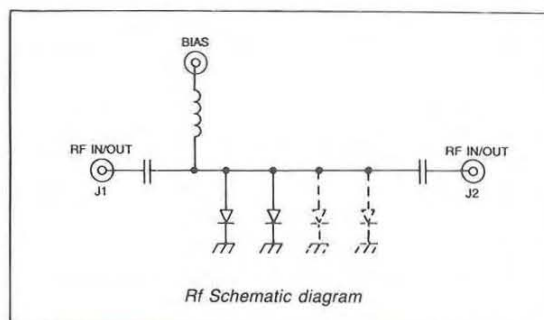 BIAS
RF IN/OUT
J1
RF IN/OUT
J2
Rf Schematic diagram